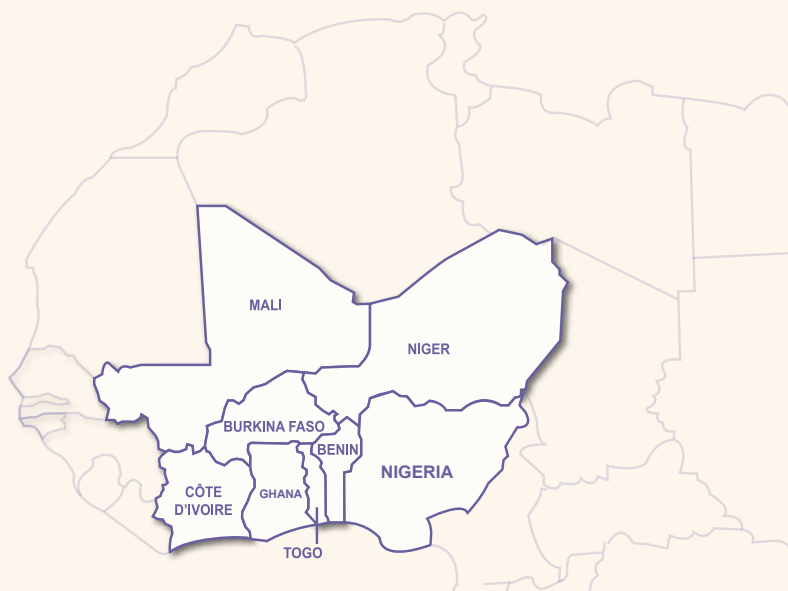 MALI
NIGER
BURKINA FASO
BENIN
NIGERIA
CÔTE
D'IVOIRE
GHANA
TOGO